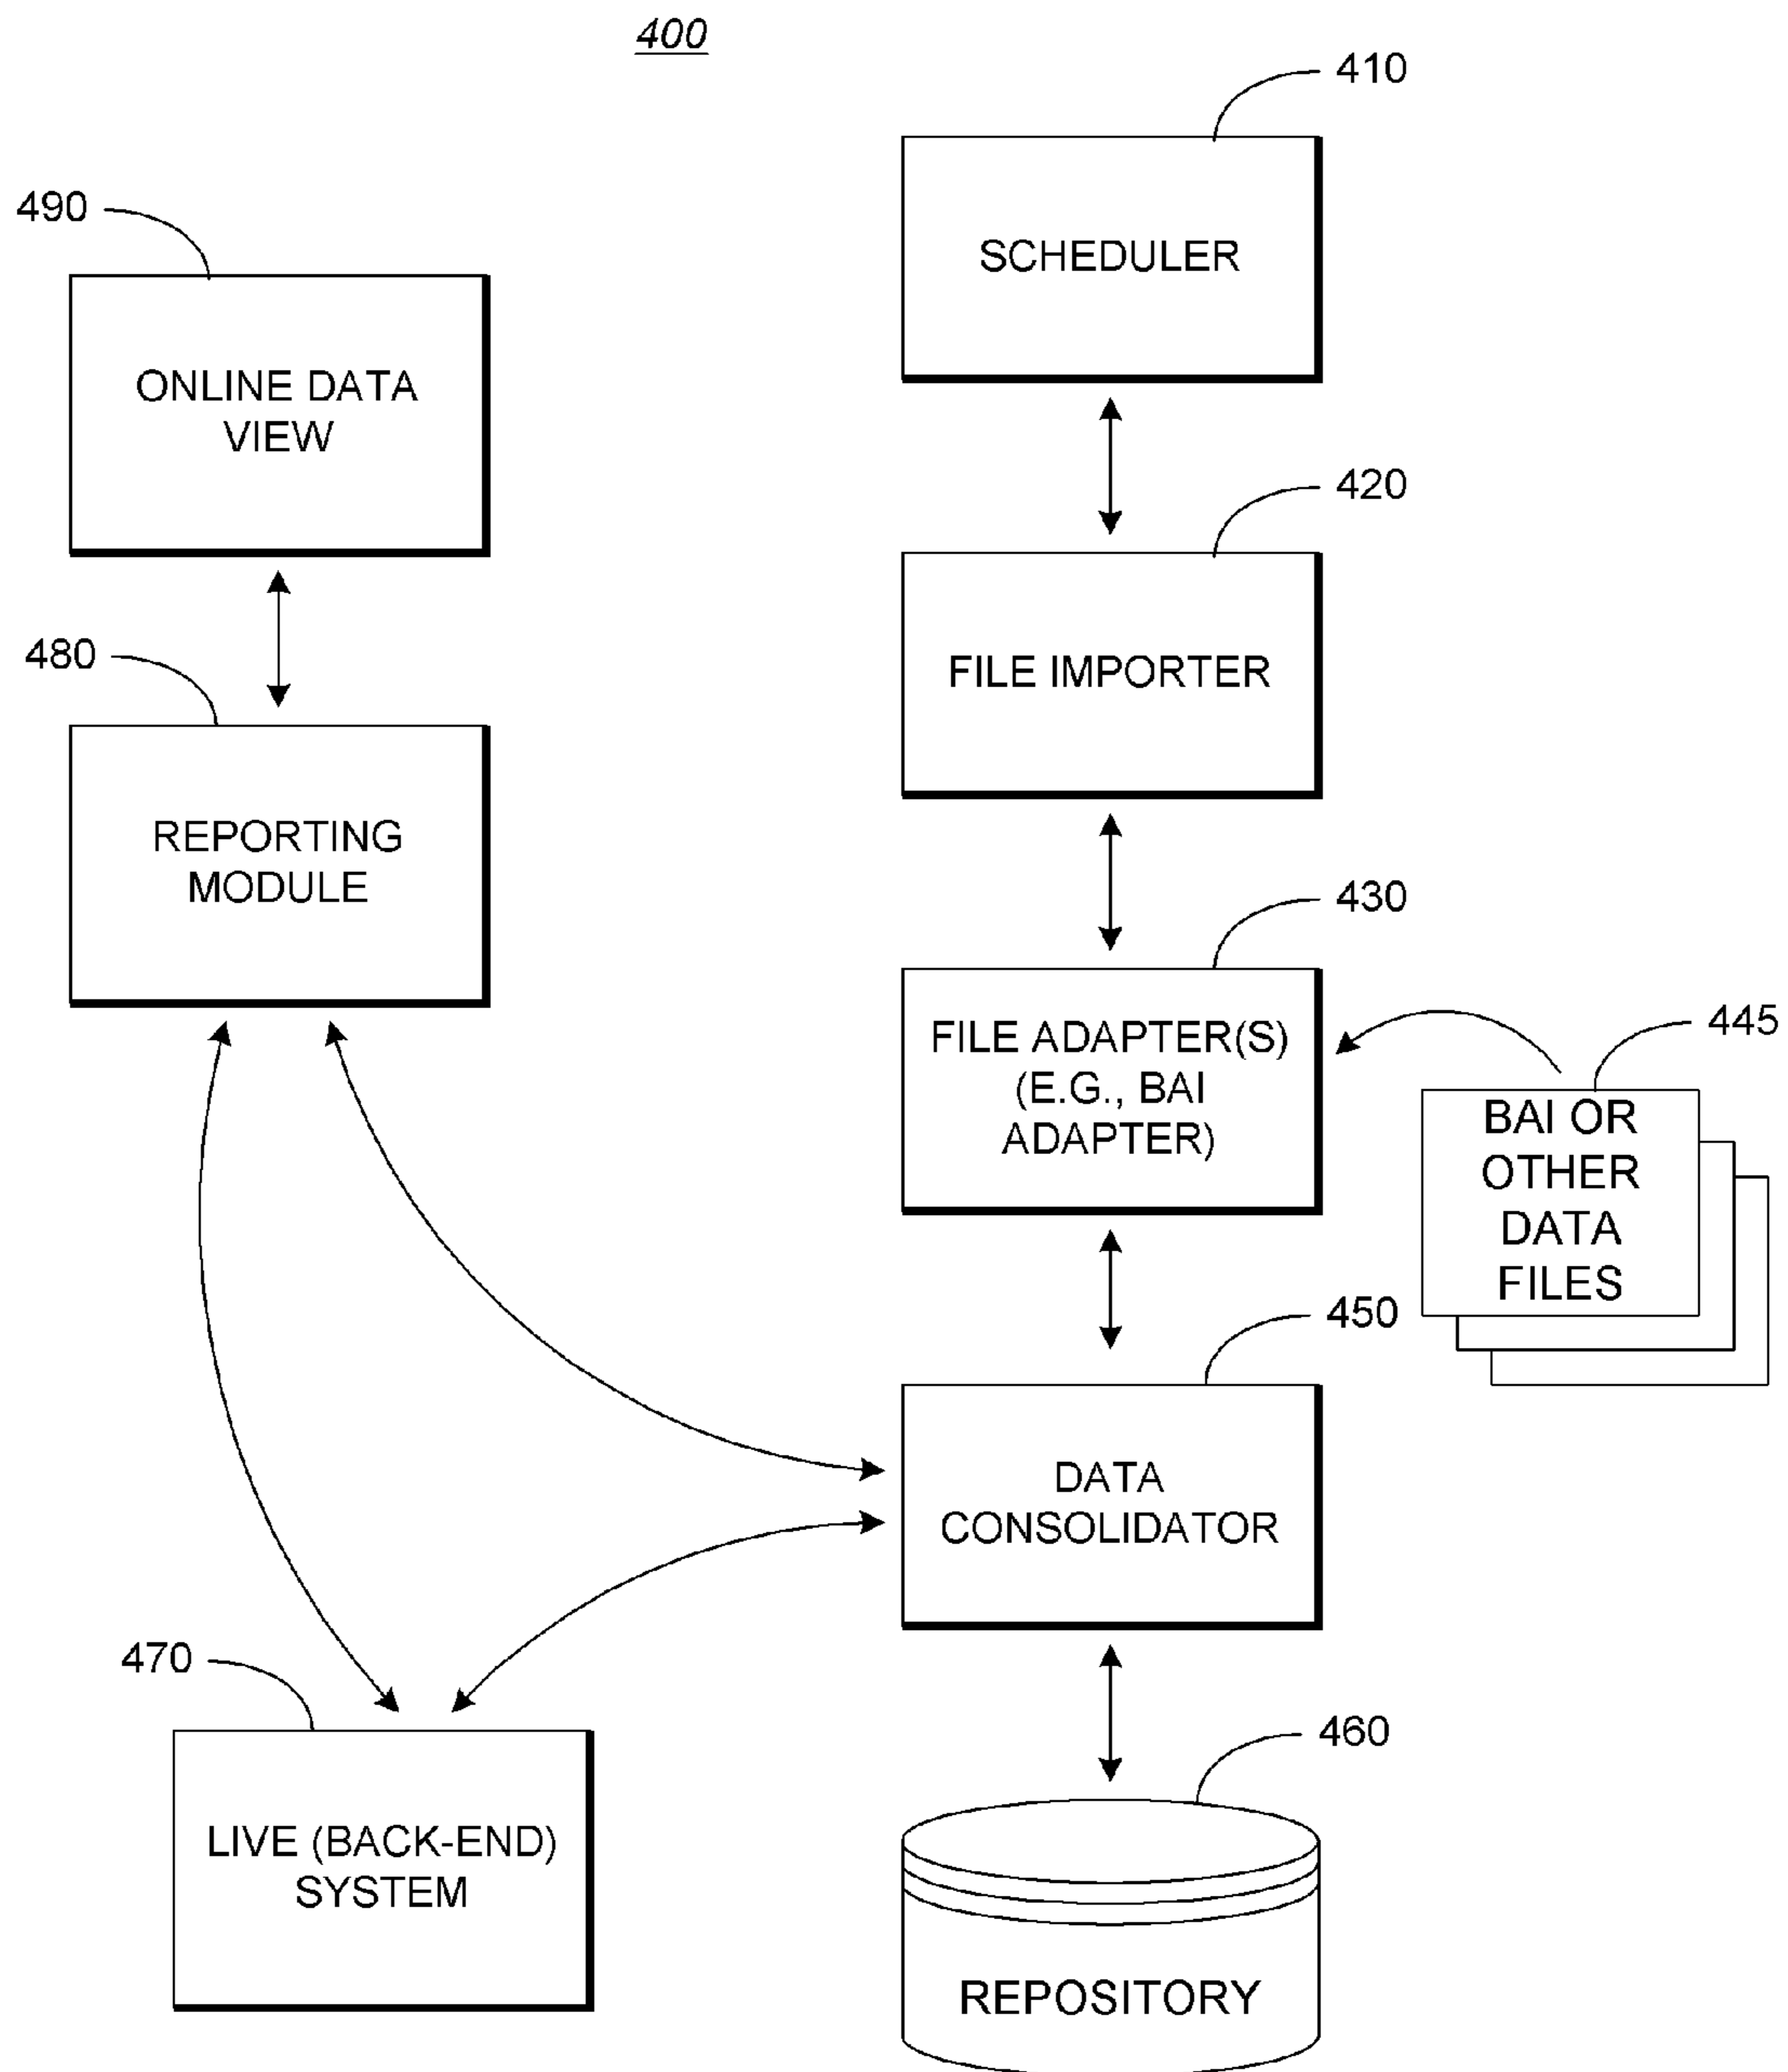 400
410
SCHEDULER
490
ONLINE DATA
VIEW
420
FILE IMPORTER
480
REPORTING
MODULE
430
FILE ADAPTER(S)
(E.G., BAI
ADAPTER)
445
BAI OR
OTHER
DATA
FILES
450
DATA
CONSOLIDATOR
470
LIVE (BACK-END)
SYSTEM
460
REPOSITORY